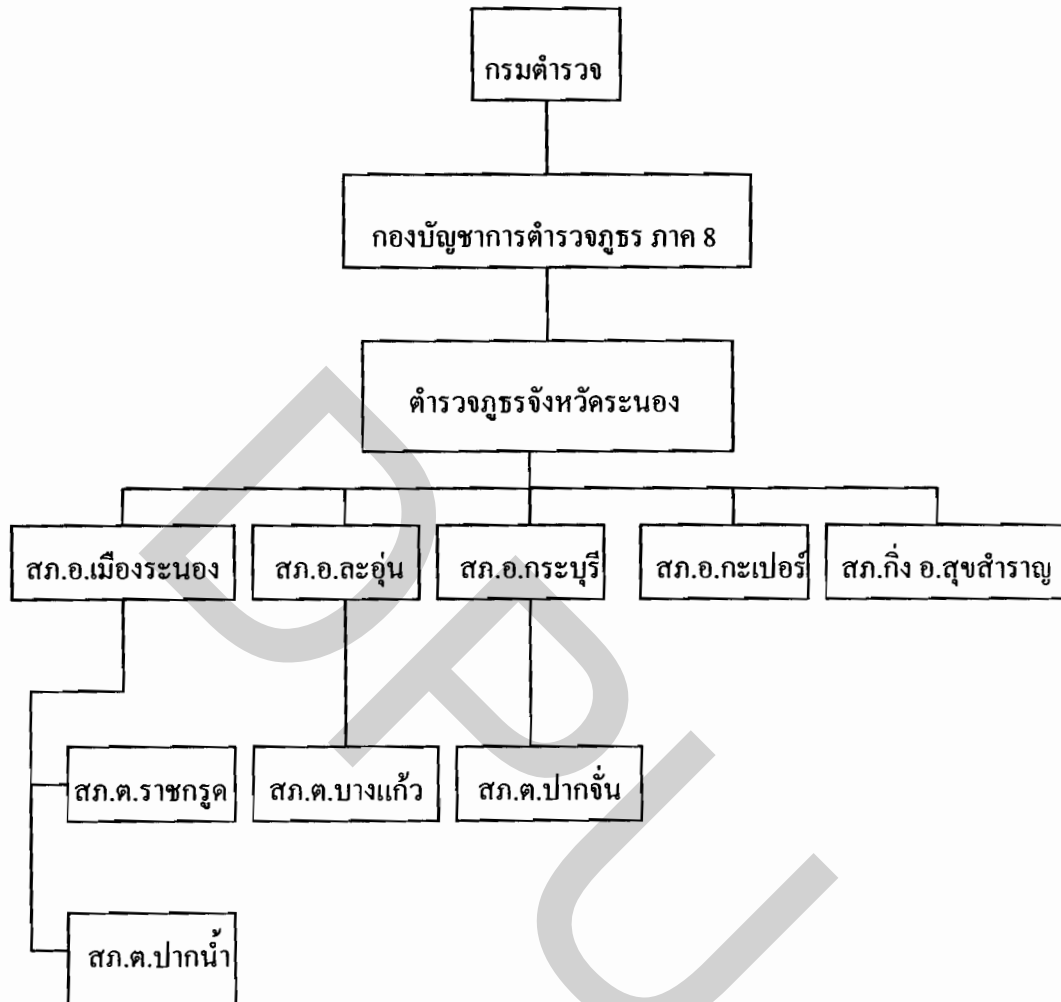 กรมตำรวจ
กองบัญชาการตำรวจภูธร ภาค 8
ตำรวจภูธรจังหวัดระนอง
สภ.อ.เมืองระนอง
สภ.อ.ละอุ่น
สภ.อ.กระบุรี
สภ.อ.กะเปอร์
สภ.กิ่ง อ.สุขสำราญ
สภ.ต.ราชกรูด
สภ.ต.บางแก้ว
สภ.ต.ปากจั่น
สภ.ต.ปากน้ำ
DPU